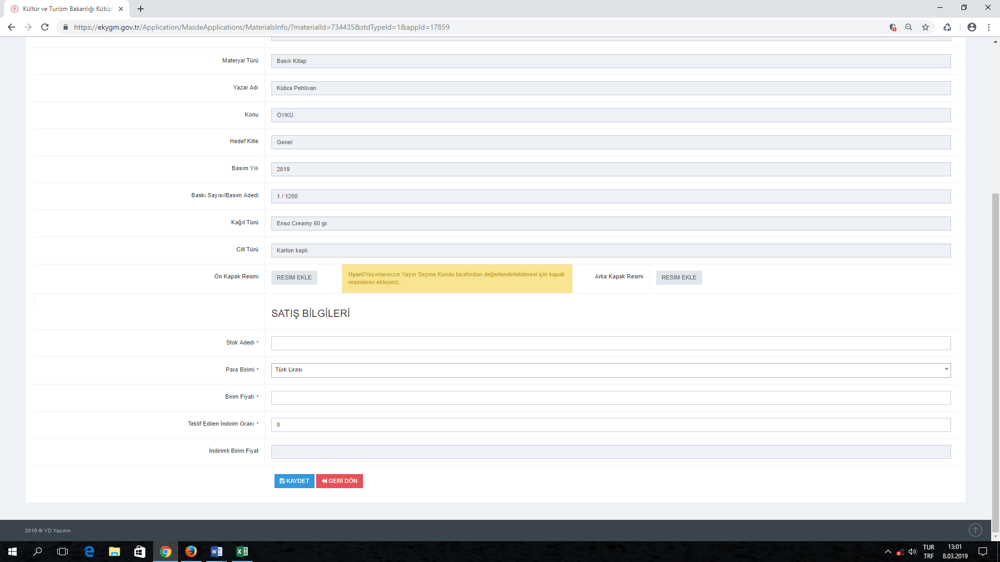 Kültür ve Turizm Bakanlığı Kütüp
https://ekygm.gov.tr/Application/MasdeApplications/MaterialsInfo/?materialId=734435&stdTypeId=1&appId=17859
Materyal Türü
Basılı Kitap
Yazar Adı
Kübra Pehlivan
Konu
ÖYKÜ
Hedef Kitle
Genel
Basım Yılı
2019
Baskı Sayısı/Basım Adedi
1 / 1200
Kağıt Türü
Enso Creamy 60 gr.
Cilt Türü
Karton kaplı
Ön Kapak Resmi
RESİM EKLE
Uyarı!Yayınlarınızın Yayın Seçme Kurulu tarafından değerlendirilebilmesi için kapak
resimlerini ekleyiniz.
Arka Kapak Resmi
RESİM EKLE
SATIŞ BİLGİLERİ
Stok Adedi *
Para Birimi *
Türk Lirası
Birim Fiyatı *
Teklif Edilen İndirim Oranı *
0
İndirimli Birim Fiyat
KAYDET
GERİ DÖN
2016 © YD Yazılım
TUR
TRF
13:01
8.03.2019